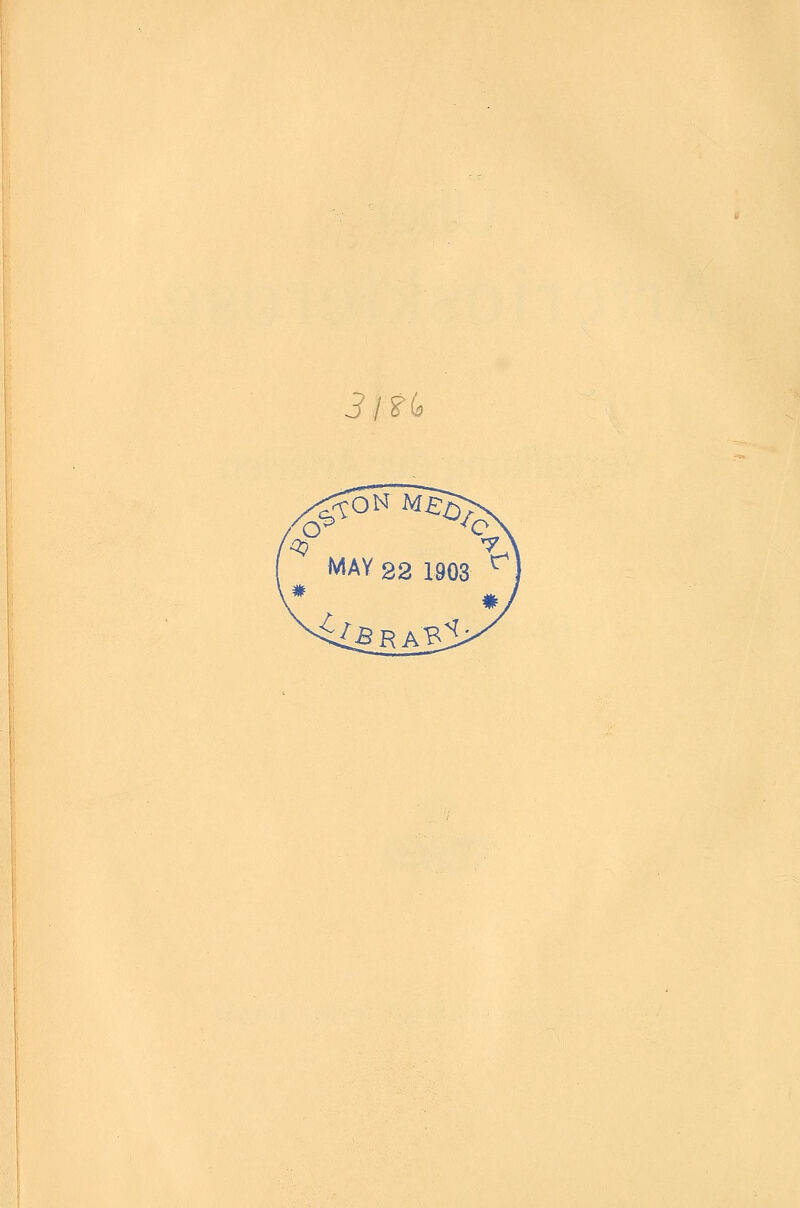 3186
BOSTON MEDICAL
MAY 22 1903
* *
LIBRARY.